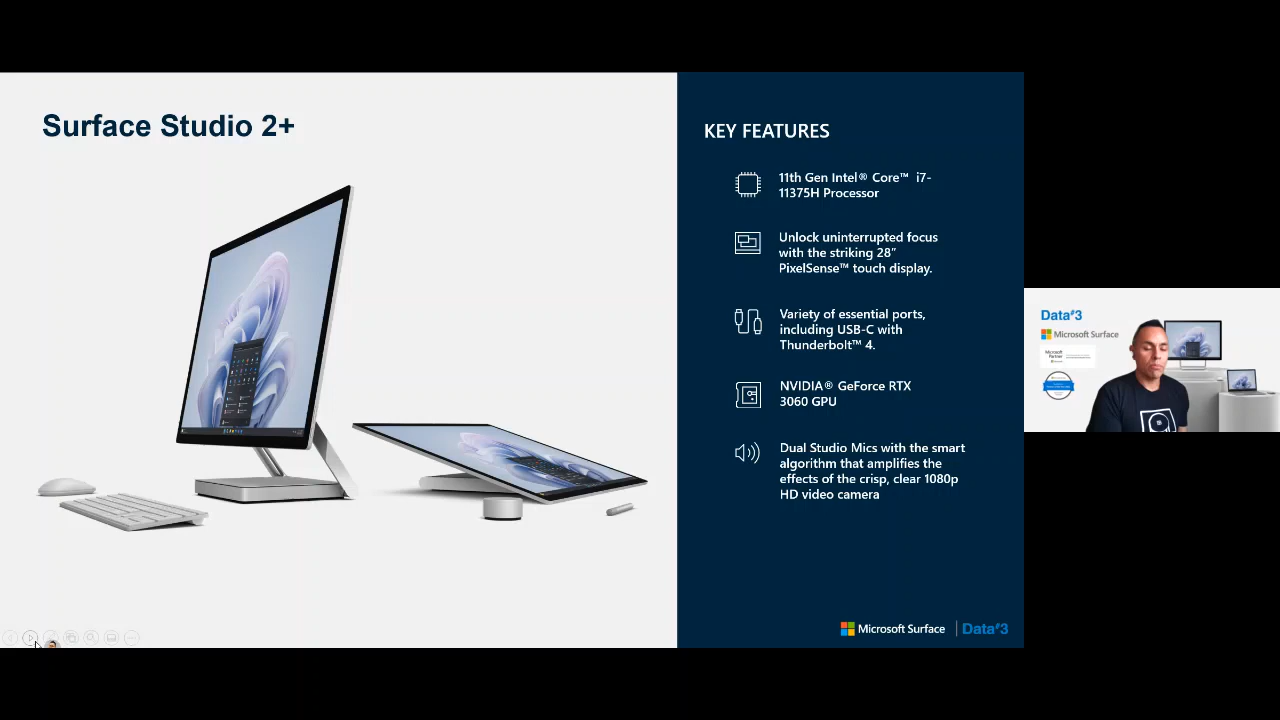 Surface Studio 2+
KEY FEATURES
11th Gen Intel® Core™ i7-
11375H Processor
Unlock uninterrupted focus
with the striking 28”
PixelSense™ touch display.
Variety of essential ports,
including USB-C with
Thunderbolt™ 4.
NVIDIA® GeForce RTX
3060 GPU
Dual Studio Mics with the smart
algorithm that amplifies the
effects of the crisp, clear 1080p
HD video camera
Microsoft Surface
Data#3
Data#3
Microsoft Surface
Microsoft
Partner